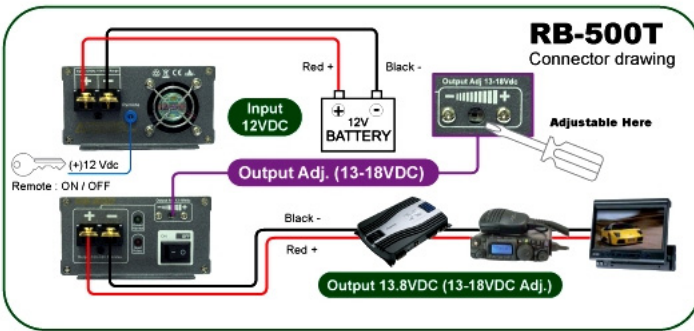 RB-500T
Connector drawing
Red +
Black -
Input
12VDC
12V
BATTERY
Output Adj 13-18Vdc
Adjustable Here
(+)12 Vdc
Remote : ON / OFF
Output Adj. (13-18VDC)
Black -
Red +
Output 13.8VDC (13-18VDC Adj.)